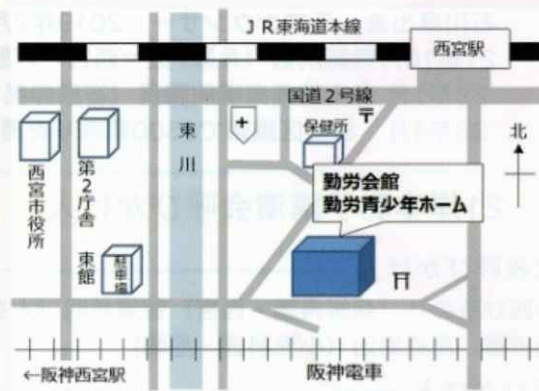 JR東海道本線
西宮駅
国道2号線
〒
保健所
北
東川
西宮市役所
第2庁舎
東館
駐車場
勤労会館
勤労青少年ホーム
←阪神西宮駅
阪神電車